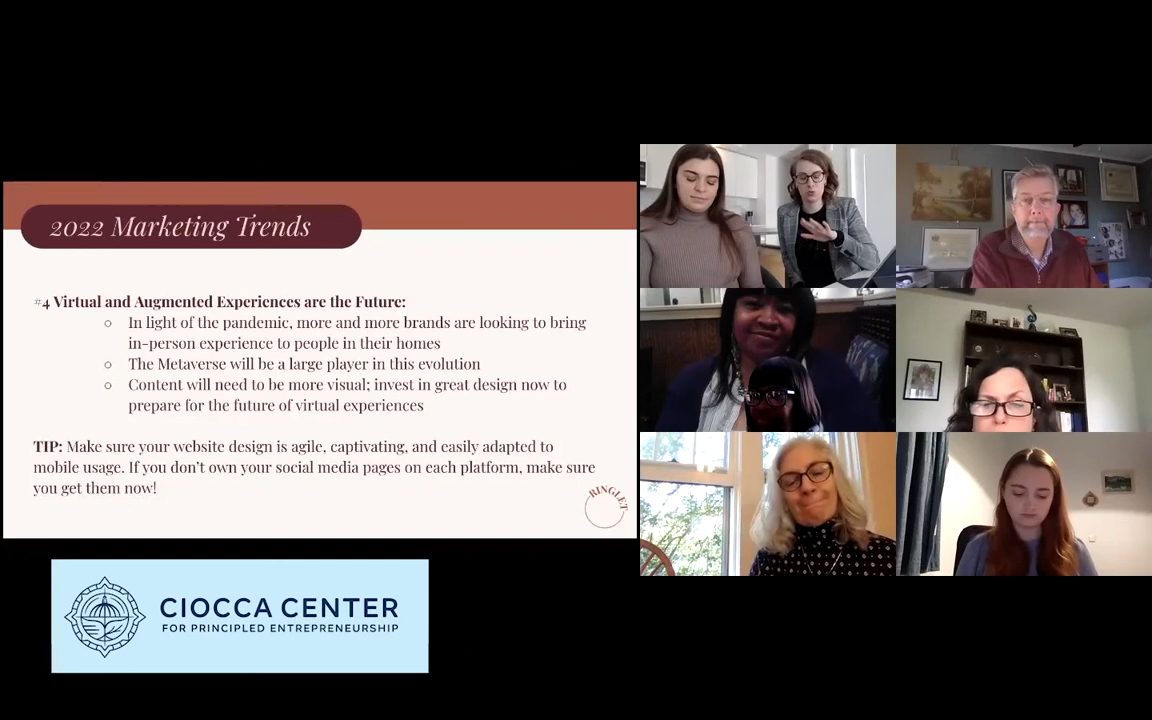 2022 Marketing Trends
#4 Virtual and Augmented Experiences are the Future:
○ In light of the pandemic, more and more brands are looking to bring
in-person experience to people in their homes
○ The Metaverse will be a large player in this evolution
○ Content will need to be more visual; invest in great design now to
prepare for the future of virtual experiences
TIP: Make sure your website design is agile, captivating, and easily adapted to
mobile usage. If you don't own your social media pages on each platform, make sure
you get them now!
RINGLET
CIOCCA CENTER
FOR PRINCIPLED ENTREPRENEURSHIP